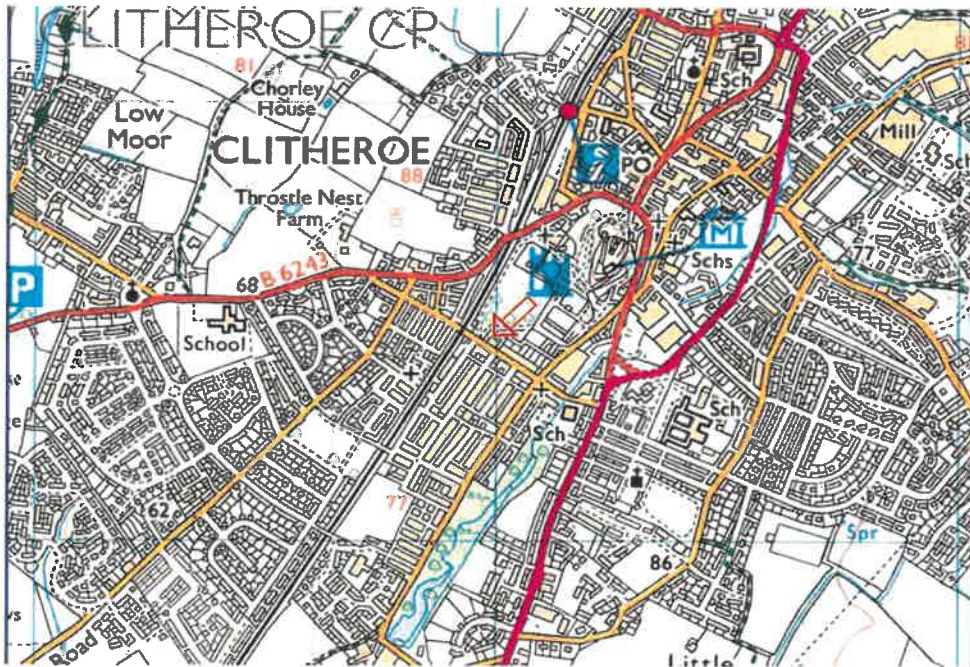 LITHEROE CP
81
Chorley
House
Low
Moor
CLITHEROE
88
Throstle Nest
Farm
B 6243
68
P
School
Sch
PO
Mill
Sch
M
Schs
77
Sch
Sch
77
62
86
Spr
Road
Little